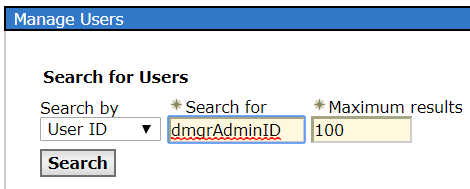 Manage Users
Search for Users
Search by
* Search for
* Maximum results
User ID
dmgrAdminID
100
Search